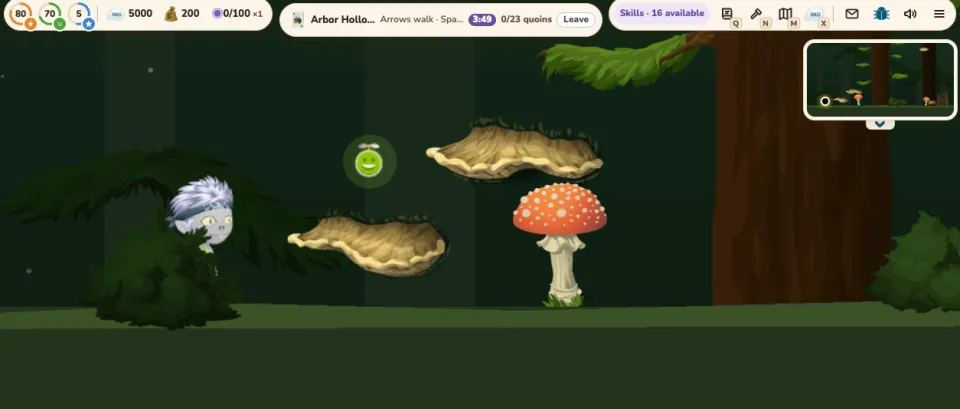 80
70
5
5000
200
0/100 ×1
Arbor Hollo...
Arrows walk · Spa...
3:49
0/23 quoins
Leave
Skills · 16 available
Q
N
M
X